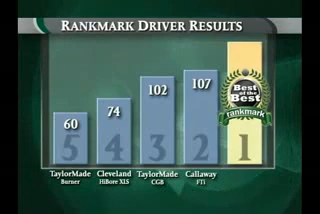 RANKMARK DRIVER RESULTS
Best
of the
Best
rankmark
107
102
74
60
5 4 3 2 1
TaylorMade Cleveland TaylorMade Callaway
Burner HiBore XLS CGB FTi